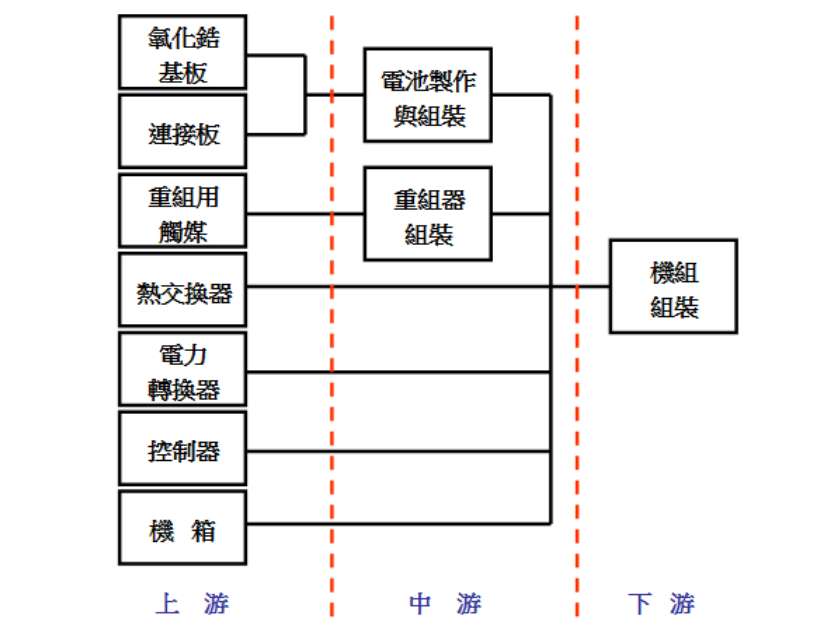 氧化鋯
基板
連接板
重組用
觸媒
熱交換器
電力
轉換器
控制器
機 箱
電池製作
與組裝
重組器
組裝
機組
組裝
上 游
中 游
下 游